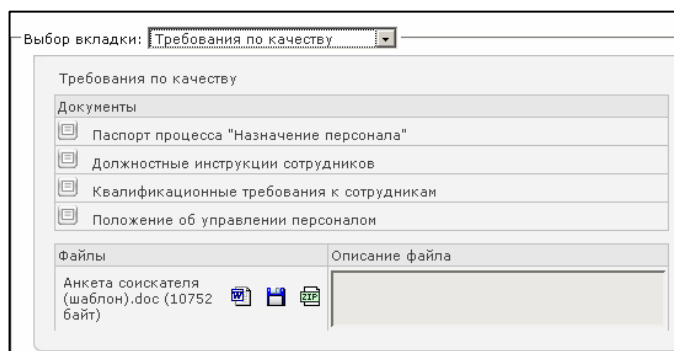 Выбор вкладки: Требования по качеству
Требования по качеству
Документы
Паспорт процесса "Назначение персонала"
Должностные инструкции сотрудников
Квалификационные требования к сотрудникам
Положение об управлении персоналом
Файлы Описание файла
Анкета соискателя
(шаблон).doc (10752
байт)
ZIP